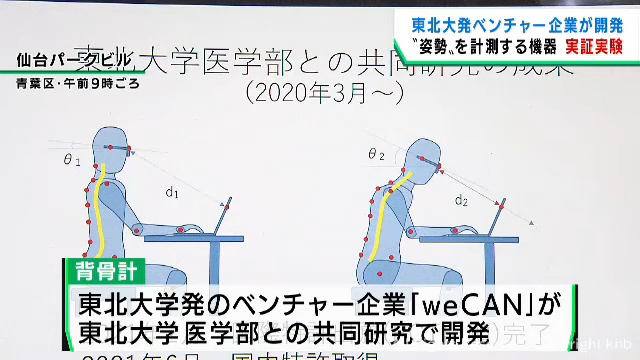 東北大発ベンチャー企業が開発
〝姿勢〟を計測する機器 実証実験
仙台パークビル
青葉区・午前9時ごろ
東北大学医学部との共同研究の成果
(2020年3月~)
θ1
d1
θ2
d2
背骨計
東北大学発のベンチャー企業「weCAN」が
東北大学医学部との共同研究で開発
完了
2021年6月 国内特許取得
khb